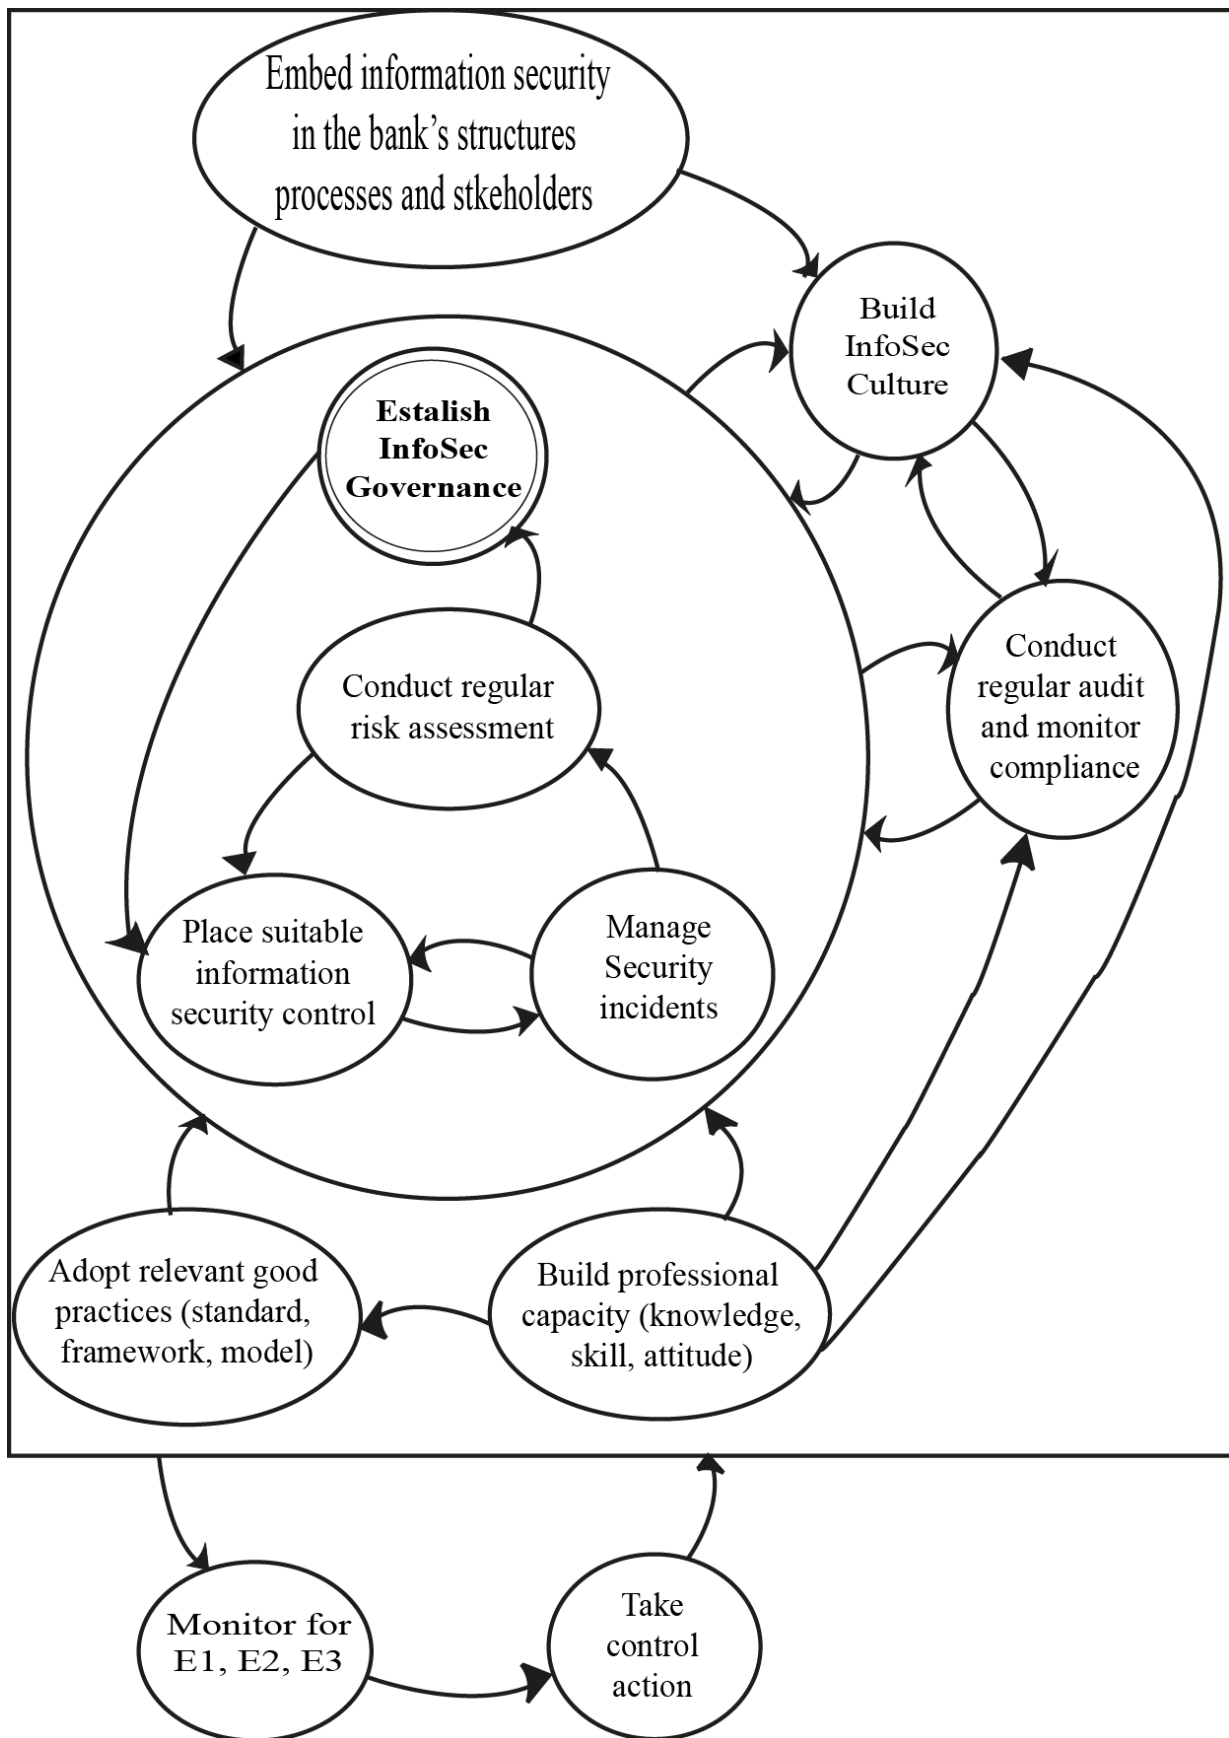 Embed information security
in the bank’s structures
processes and stkeholders
Build
InfoSec
Culture
Estalish
InfoSec
Governance
Conduct regular
risk assessment
Conduct
regular audit
and monitor
compliance
Place suitable
information
security control
Manage
Security
incidents
Adopt relevant good
practices (standard,
framework, model)
Build professional
capacity (knowledge,
skill, attitude)
Monitor for
E1, E2, E3
Take
control
action